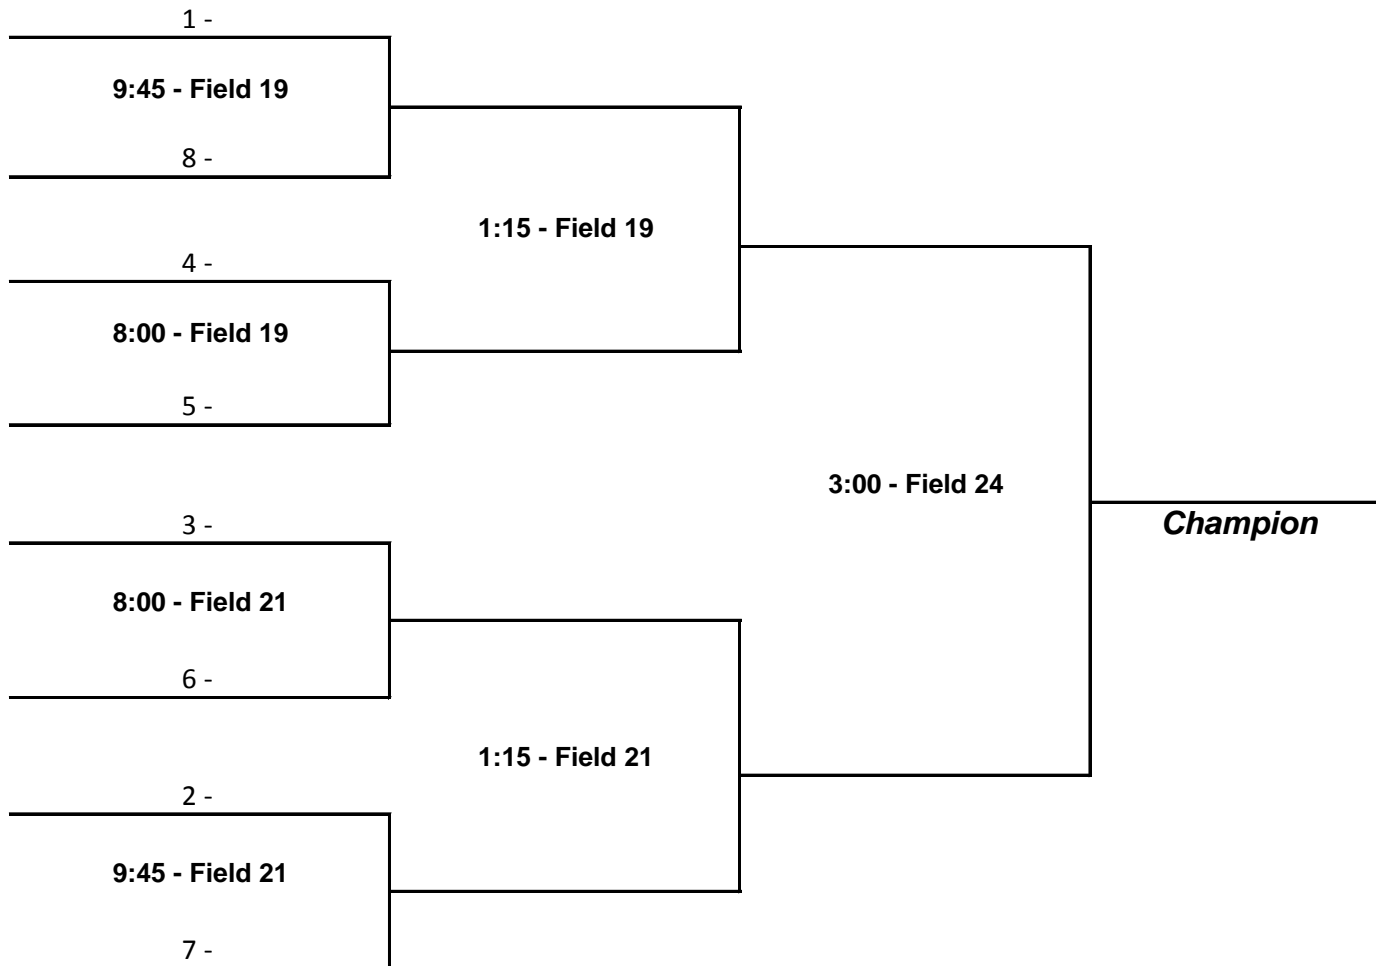 1 -
9:45 - Field 19
8 -
1:15 - Field 19
4 -
8:00 - Field 19
5 -
3:00 - Field 24
Champion
3 -
8:00 - Field 21
6 -
1:15 - Field 21
2 -
9:45 - Field 21
7 -